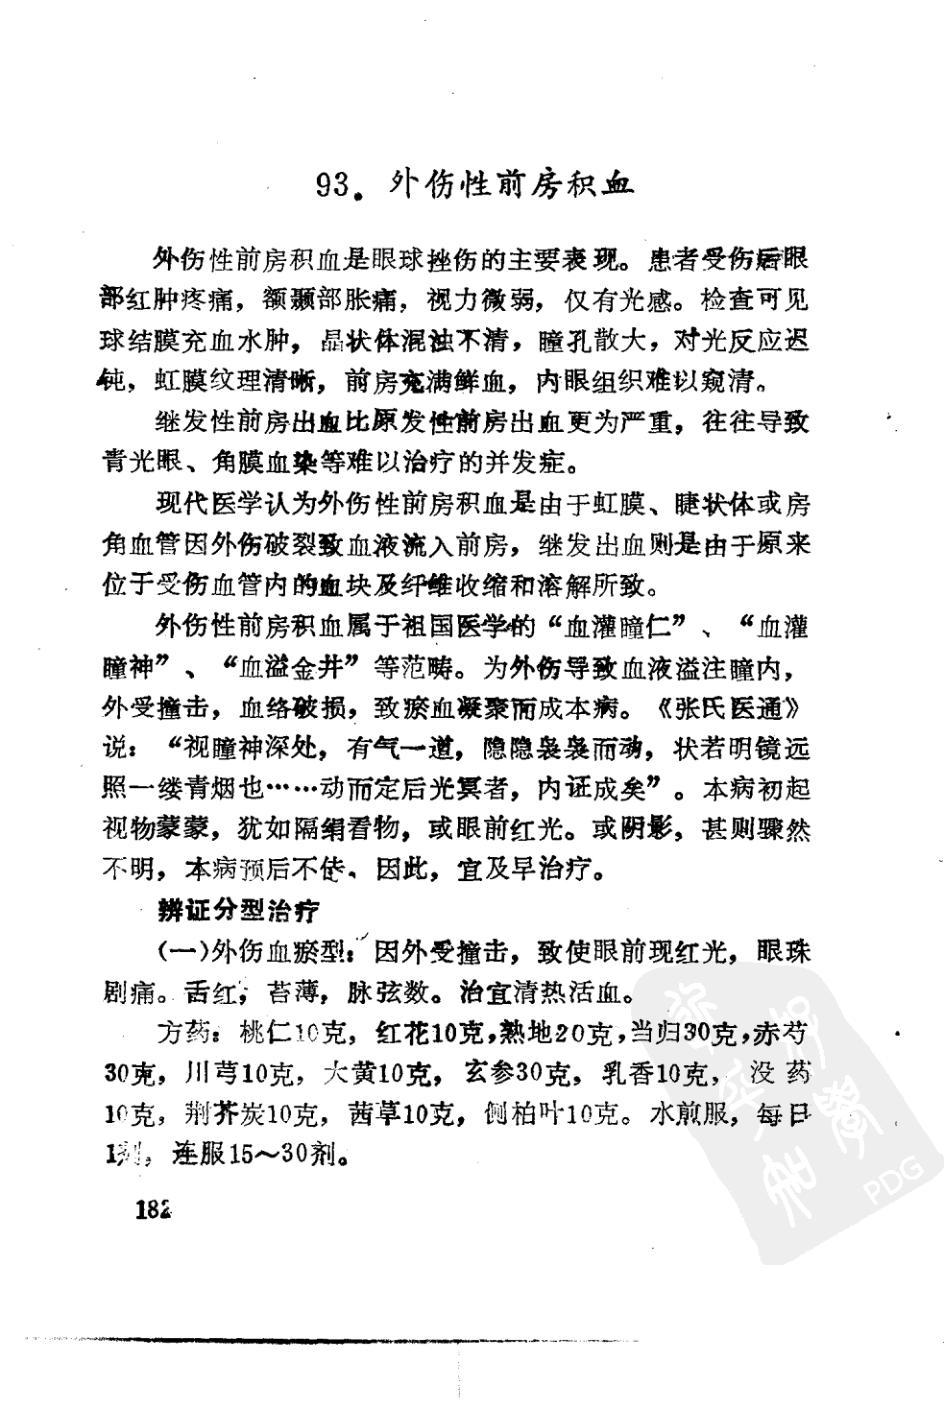 93．外伤性前房积血
外伤性前房积血是眼球挫伤的主要表现。患者受伤后眼
部红肿疼痛，额颞部胀痛，视力微弱，仅有光感。检查可见
球结膜充血水肿，晶状体混浊不清，瞳孔散大，对光反应迟
钝，虹膜纹理清晰，前房充满鲜血，内眼组织难以窥清。
继发性前房出血比原发性前房出血更为严重，往往导致
青光眼、角膜血染等难以治疗的并发症。
现代医学认为外伤性前房积血是由于虹膜、睫状体或房
角血管因外伤破裂致血液流入前房，继发出血则是由于原来
位于受伤血管内的血块及纤维收缩和溶解所致。
外伤性前房积血属于祖国医学的“血灌瞳仁”、“血灌
瞳神”、“血溢金井”等范畴。为外伤导致血液溢注瞳内，
外受撞击，血络破损，致瘀血凝聚而成本病。《张氏医通》
说：“视瞳神深处，有气一道，隐隐袅袅而动，状若明镜远
照一缕青烟也……动而定后光冥者，内证成矣”。本病初起
视物蒙蒙，犹如隔绢看物，或眼前红光。或阴影，甚则骤然
不明，本病预后不佳、因此，宜及早治疗。
辨证分型治疗
(一)外伤血瘀型：因外受撞击，致使眼前现红光，眼珠
剧痛。舌红，苔薄，脉弦数。治宜清热活血。
方药：桃仁10克，红花10克，熟地20克，当归30克，赤芍
30克，川芎10克，大黄10克，玄参30克，乳香10克，没药
10克，荆芥炭10克，茜草10克，侧柏叶10克。水煎服，每日
1剂，连服15～30剂。
182
PDG